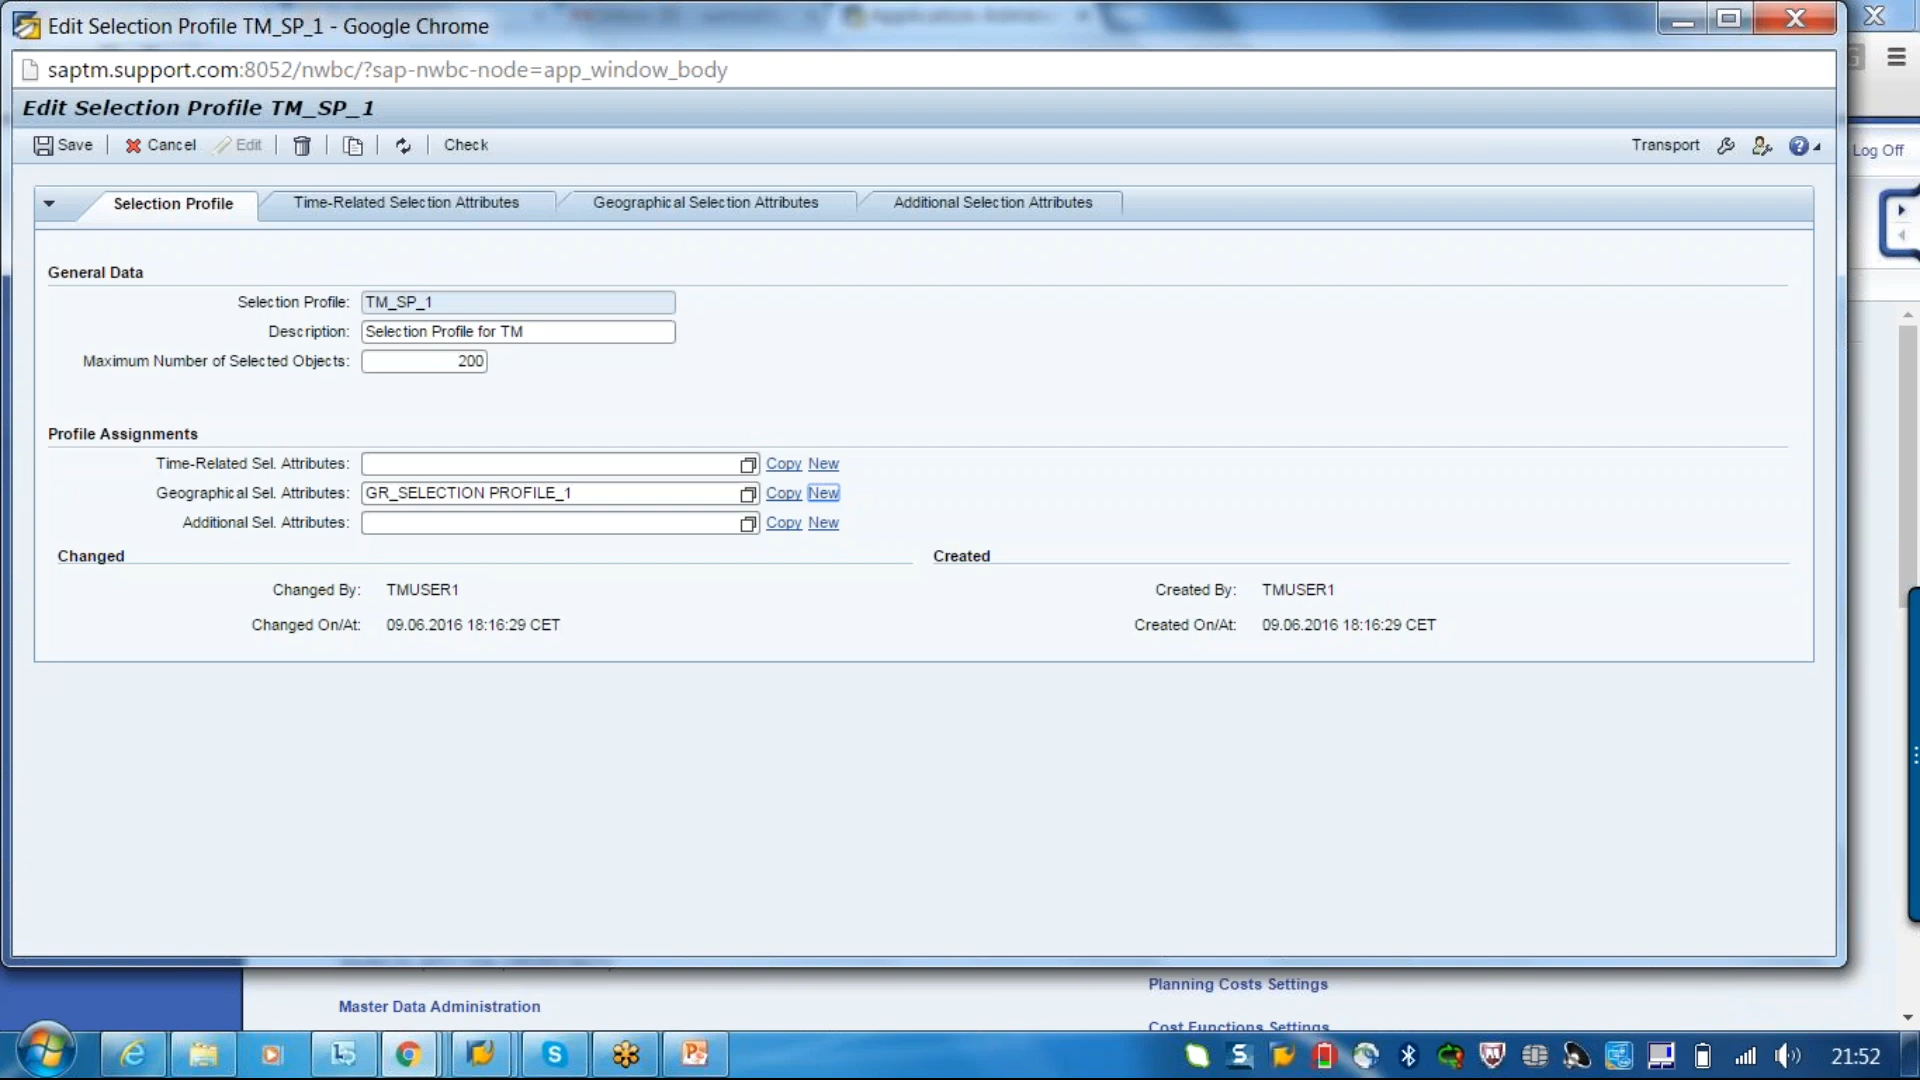 Edit Selection Profile TM_SP_1 - Google Chrome
saptm.support.com:8052/nwbc/?sap-nwbc-node=app_window_body
Edit Selection Profile TM_SP_1
Save Cancel Edit Check Transport
Log Off
Selection Profile Time-Related Selection Attributes Geographical Selection Attributes Additional Selection Attributes
General Data
Selection Profile: TM_SP_1
Description: Selection Profile for TM
Maximum Number of Selected Objects: 200
Profile Assignments
Time-Related Sel. Attributes: Copy New
Geographical Sel. Attributes: GR_SELECTION PROFILE_1 Copy New
Additional Sel. Attributes: Copy New
Changed Created
Changed By: TMUSER1 Created By: TMUSER1
Changed On/At: 09.06.2016 18:16:29 CET Created On/At: 09.06.2016 18:16:29 CET
Planning Costs Settings
Master Data Administration
Cost Functions Settings
21:52